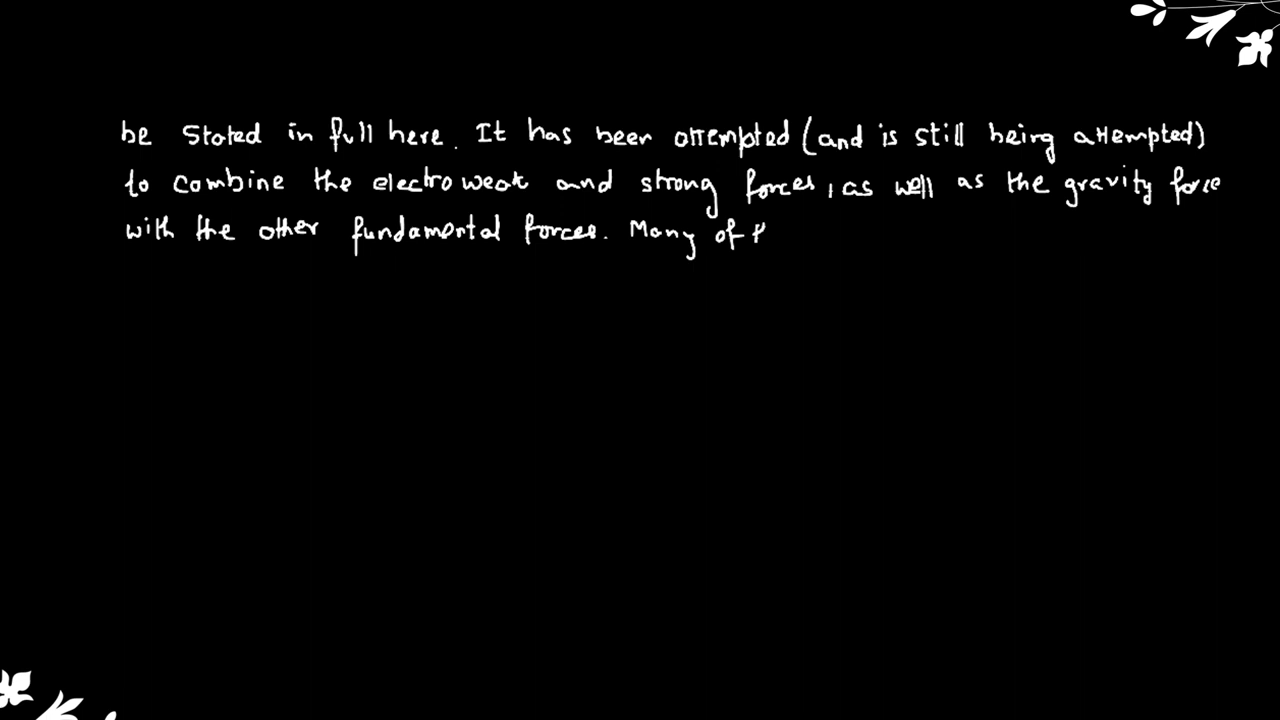 be stated in full here. It has been attempted (and is still being attempted)
to combine the electroweak and strong forces, as well as the gravity force
with the other fundamental forces. Many of